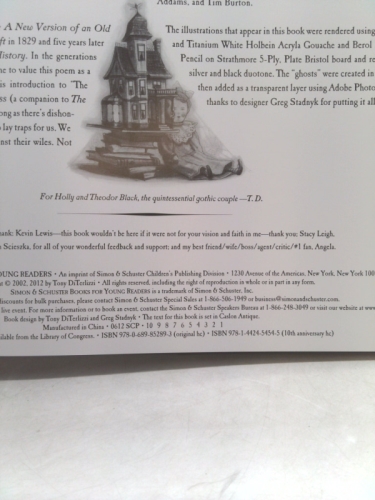 Addams, and Tim Burton.
: A New Version of an Old
ft in 1829 and five years later
History. In the generations
me to value this poem as a
is introduction to "The
ss (a companion to The
ong as there's dishon-
o lay traps for us. We
nst their wiles. Not
The illustrations that appear in this book were rendered using
and Titanium White Holbein Acryla Gouache and Berol
Pencil on Strathmore 5-Ply. Plate Bristol board and re
silver and black duotone. The "ghosts" were created in
then added as a transparent layer using Adobe Photo
thanks to designer Greg Stadnyk for putting it all
For Holly and Theodor Black, the quintessential gothic couple —T. D.
hank: Kevin Lewis—this book wouldn't be here if it were not for your vision and faith in me—thank you; Stacy Leigh,
n Scieszka, for all of your wonderful feedback and support; and my best friend/wife/boss/agent/critic/#1 fan, Angela.
YOUNG READERS • An imprint of Simon & Schuster Children's Publishing Division • 1230 Avenue of the Americas, New York, New York 100
t © 2002, 2012 by Tony DiTerlizzi • All rights reserved, including the right of reproduction in whole or in part in any form.
SIMON & SCHUSTER BOOKS FOR YOUNG READERS is a trademark of Simon & Schuster, Inc.
discounts for bulk purchases, please contact Simon & Schuster Special Sales at 1-866-506-1949 or business@simonandschuster.com.
live event. For more information or to book an event, contact the Simon & Schuster Speakers Bureau at 1-866-248-3049 or visit our website at www
Book design by Tony DiTerlizzi and Greg Stadnyk • The text for this book is set in Caslon Antique.
Manufactured in China • 0612 SCP • 10 9 8 7 6 5 4 3 2 1
ilable from the Library of Congress. • ISBN 978-0-689-85289-3 (original hc) • ISBN 978-1-4424-5454-5 (10th anniversary hc)